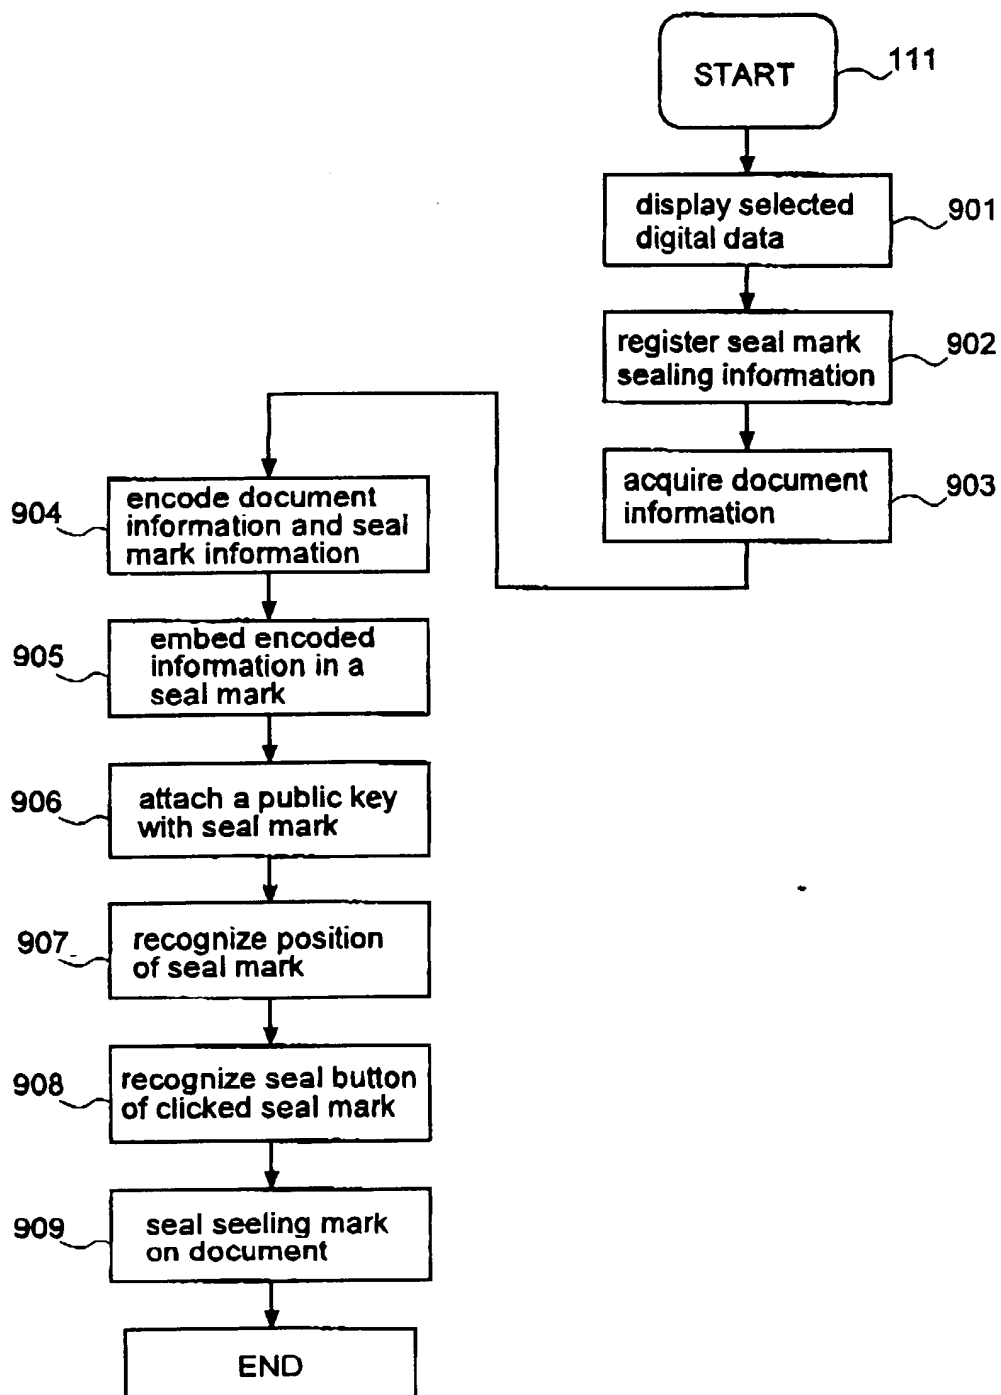 START
111
display selected
digital data
901
register seal mark
sealing information
902
acquire document
information
903
904
encode document
information and seal
mark information
905
embed encoded
information in a
seal mark
906
attach a public key
with seal mark
907
recognize position
of seal mark
908
recognize seal button
of clicked seal mark
909
seal seeling mark
on document
END